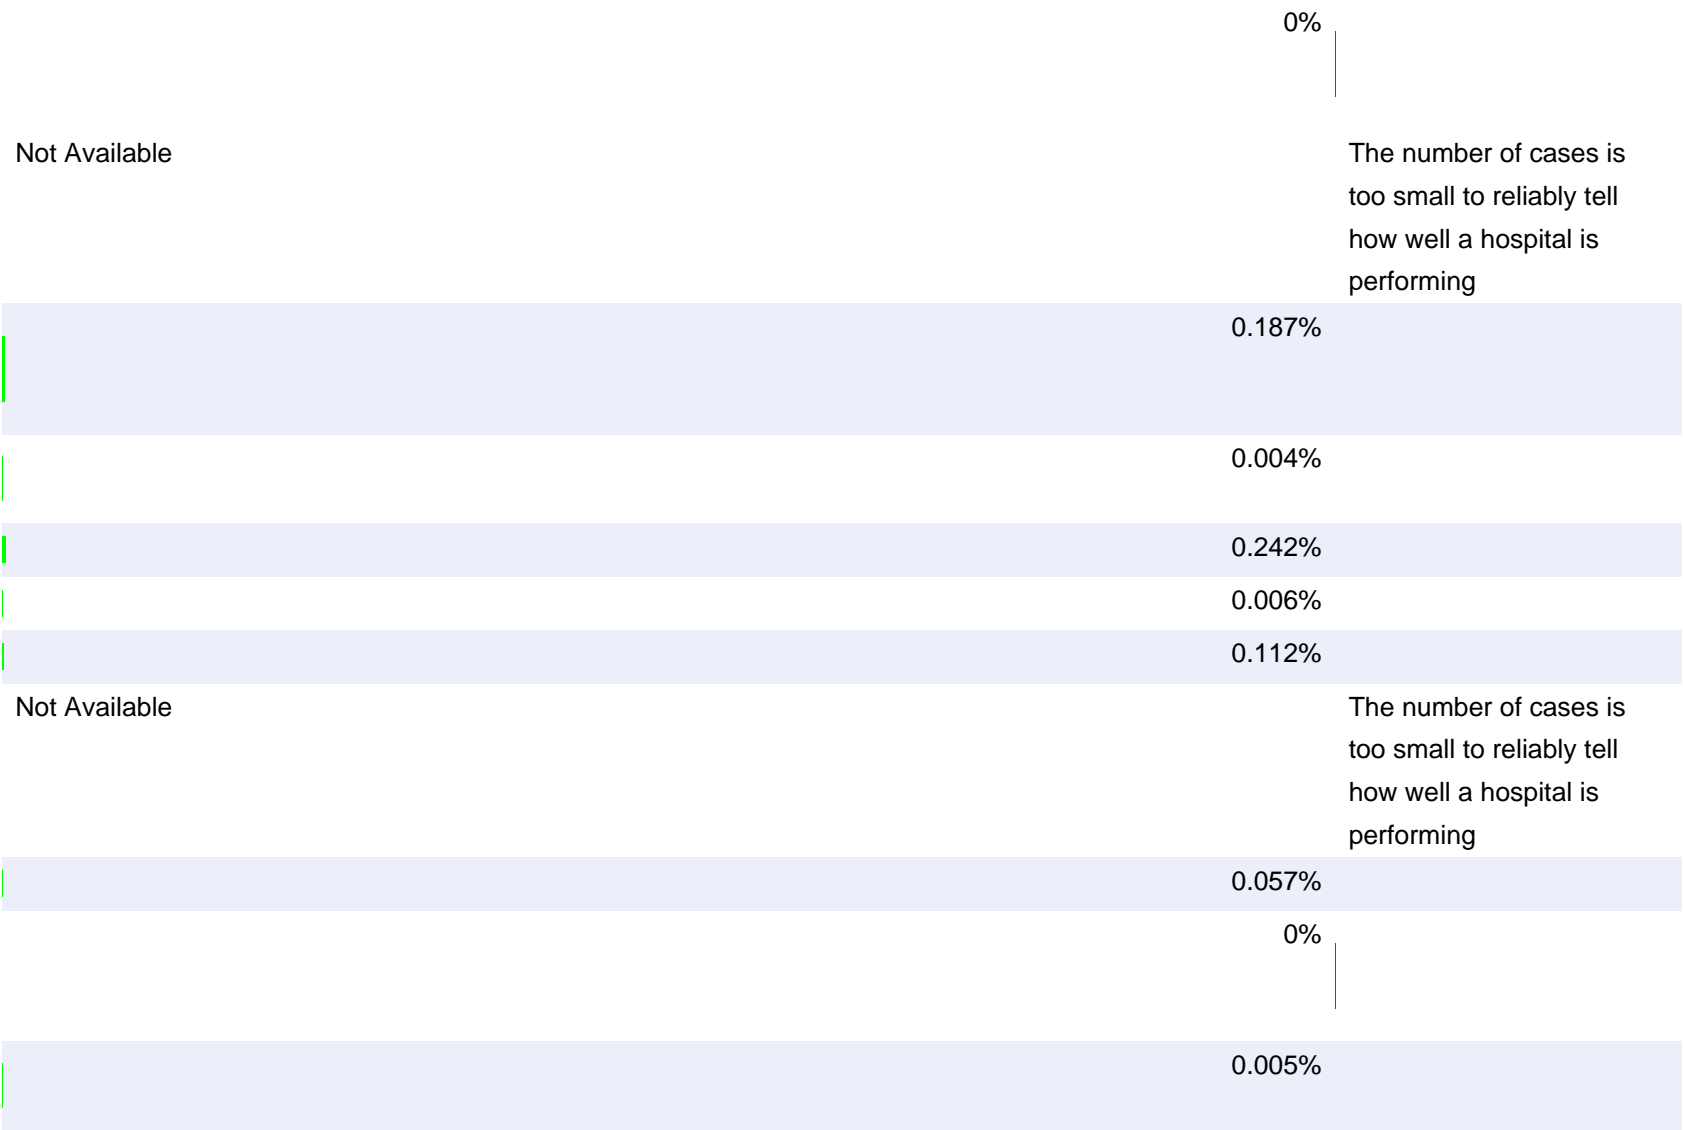 0%
Not Available
The number of cases is
too small to reliably tell
how well a hospital is
performing
0.187%
0.004%
0.242%
0.006%
0.112%
Not Available
The number of cases is
too small to reliably tell
how well a hospital is
performing
0.057%
0%
0.005%